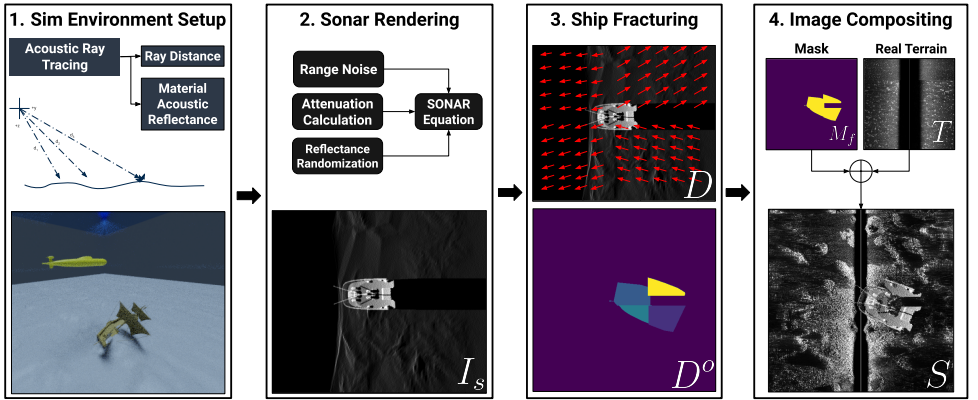 1. Sim Environment Setup
Acoustic Ray
Tracing
Ray Distance
Material
Acoustic
Reflectance
2. Sonar Rendering
Range Noise
Attenuation
Calculation
SONAR
Equation
Reflectance
Randomization
I_s
3. Ship Fracturing
D
D^o
4. Image Compositing
Mask
Real Terrain
M_f
T
S